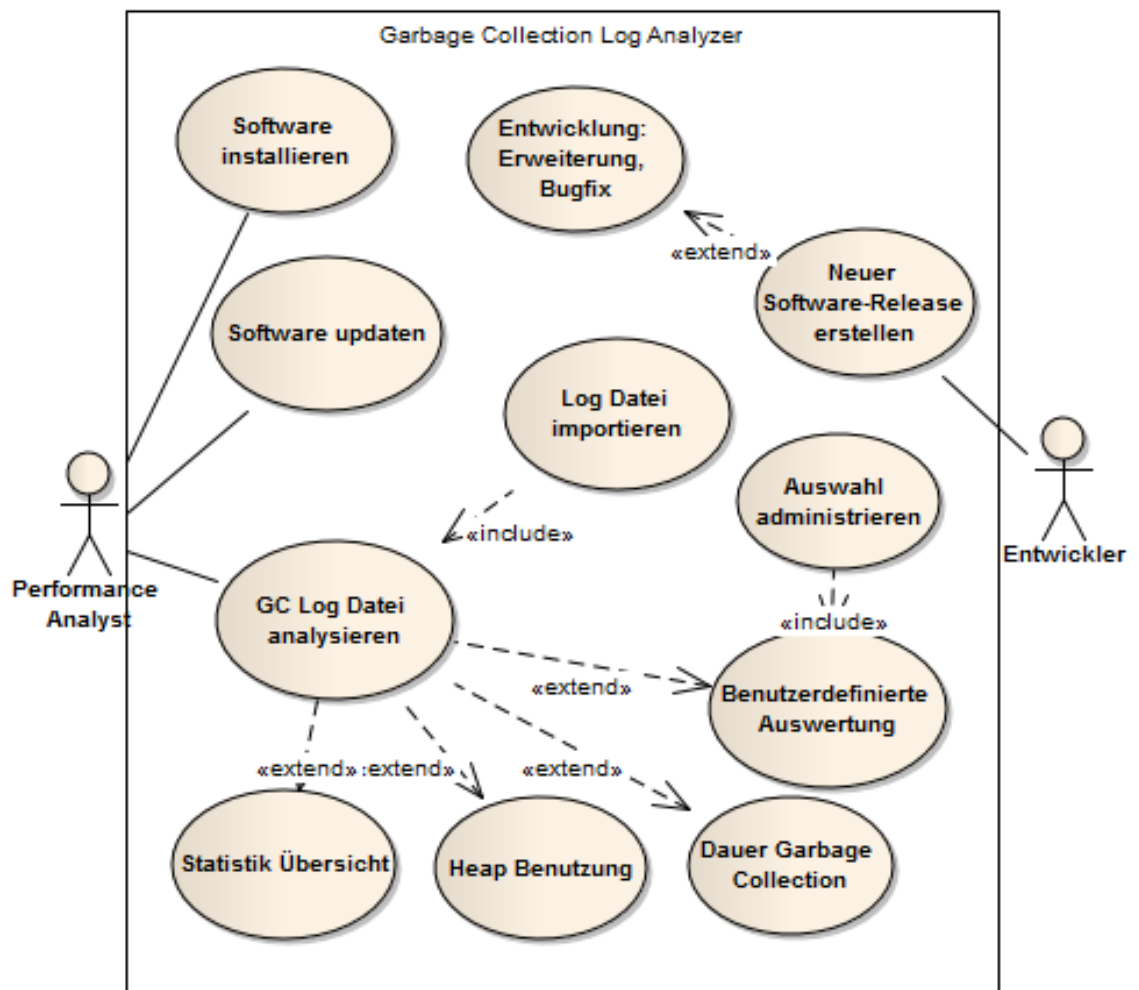 Garbage Collection Log Analyzer
Software
installieren
Entwicklung:
Erweiterung,
Bugfix
«extend»
Neuer
Software-Release
erstellen
Software updaten
Log Datei
importieren
Auswahl
administrieren
«include»
Entwickler
Performance
Analyst
GC Log Datei
analysieren
«include»
«extend»
Benutzerdefinierte
Auswertung
«extend» :extend»
«extend»
Statistik Übersicht
Heap Benutzung
Dauer Garbage
Collection